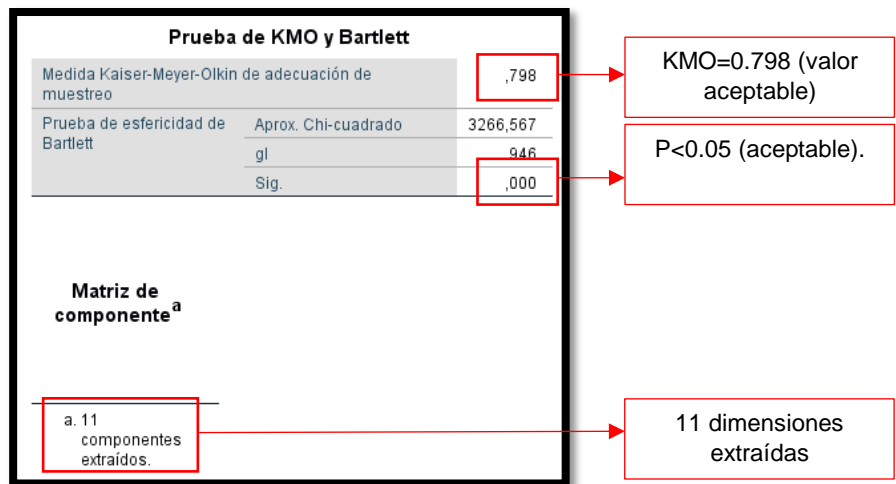 Prueba de KMO y Bartlett
Medida Kaiser-Meyer-Olkin de adecuación de
muestreo
,798
Prueba de esfericidad de
Bartlett
Aprox. Chi-cuadrado
3266,567
gl
946
Sig.
,000
KMO=0.798 (valor
aceptable)
P<0.05 (aceptable).
Matriz de
componenteª
a. 11
componentes
extraídos.
11 dimensiones
extraídas